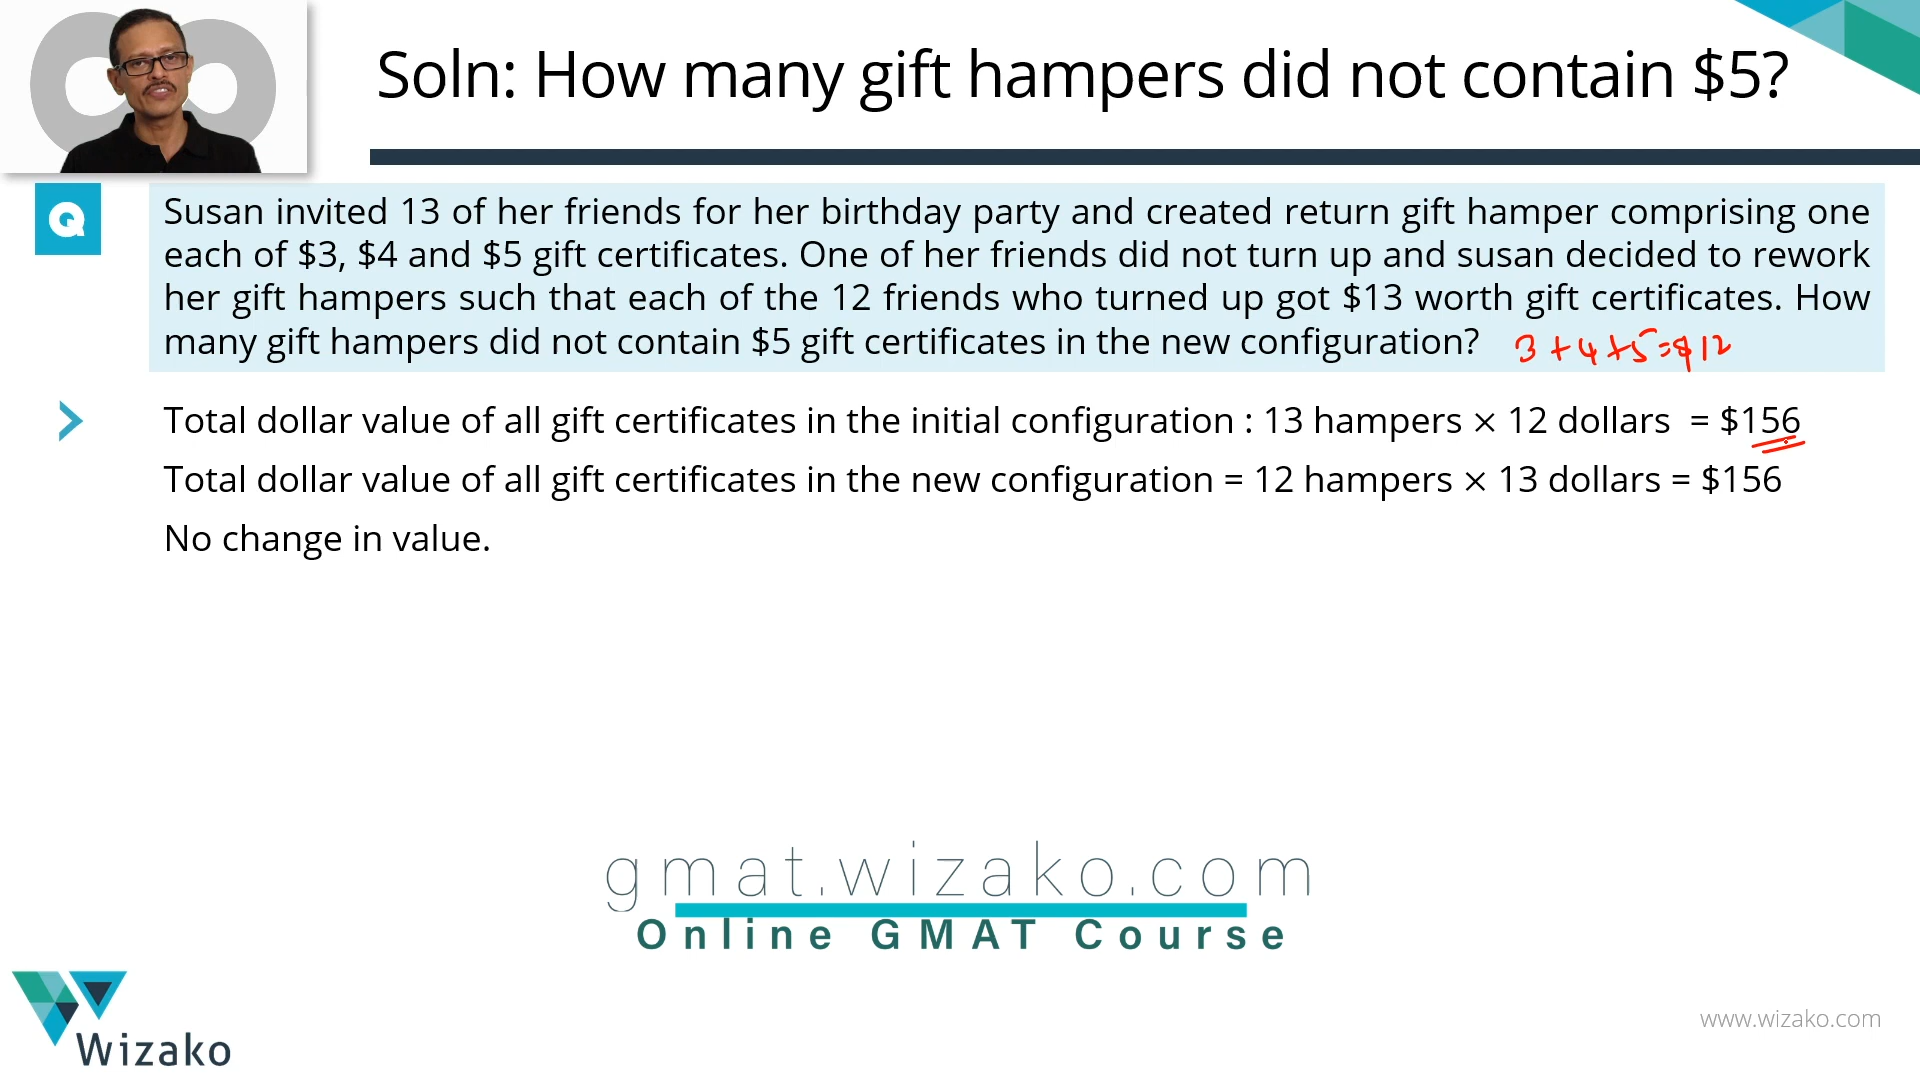 Soln: How many gift hampers did not contain $5?
Q
Susan invited 13 of her friends for her birthday party and created return gift hamper comprising one
each of $3, $4 and $5 gift certificates. One of her friends did not turn up and susan decided to rework
her gift hampers such that each of the 12 friends who turned up got $13 worth gift certificates. How
many gift hampers did not contain $5 gift certificates in the new configuration? 3 + 4 + 5 = $12
Total dollar value of all gift certificates in the initial configuration : 13 hampers × 12 dollars = $156
Total dollar value of all gift certificates in the new configuration = 12 hampers × 13 dollars = $156
No change in value.
gmat.wizako.com
Online GMAT Course
Wizako
www.wizako.com